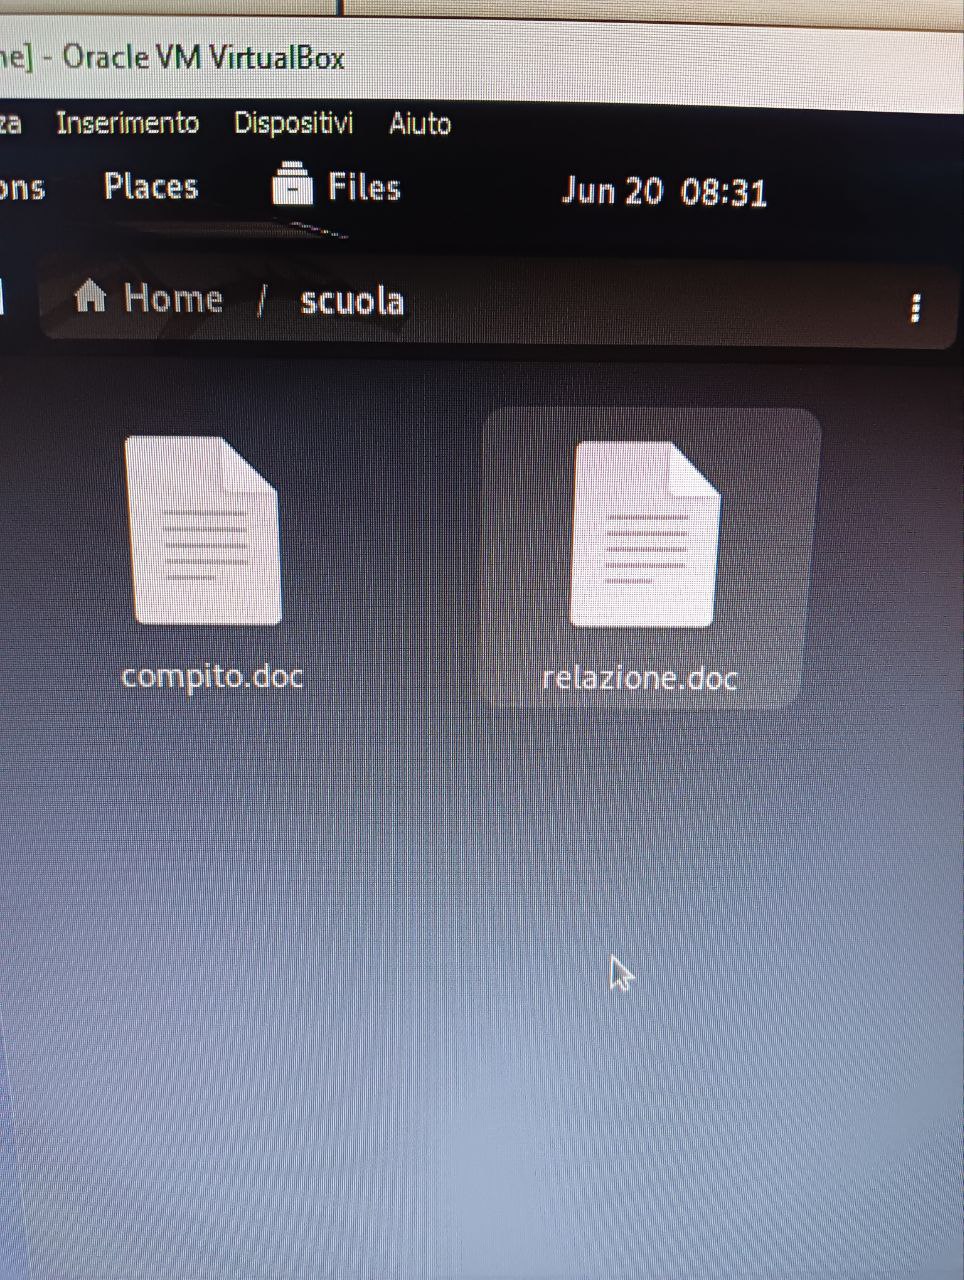 ne] - Oracle VM VirtualBox
za Inserimento Dispositivi Aiuto
ons Places Files Jun 20 08:31
Home / scuola
compito.doc relazione.doc